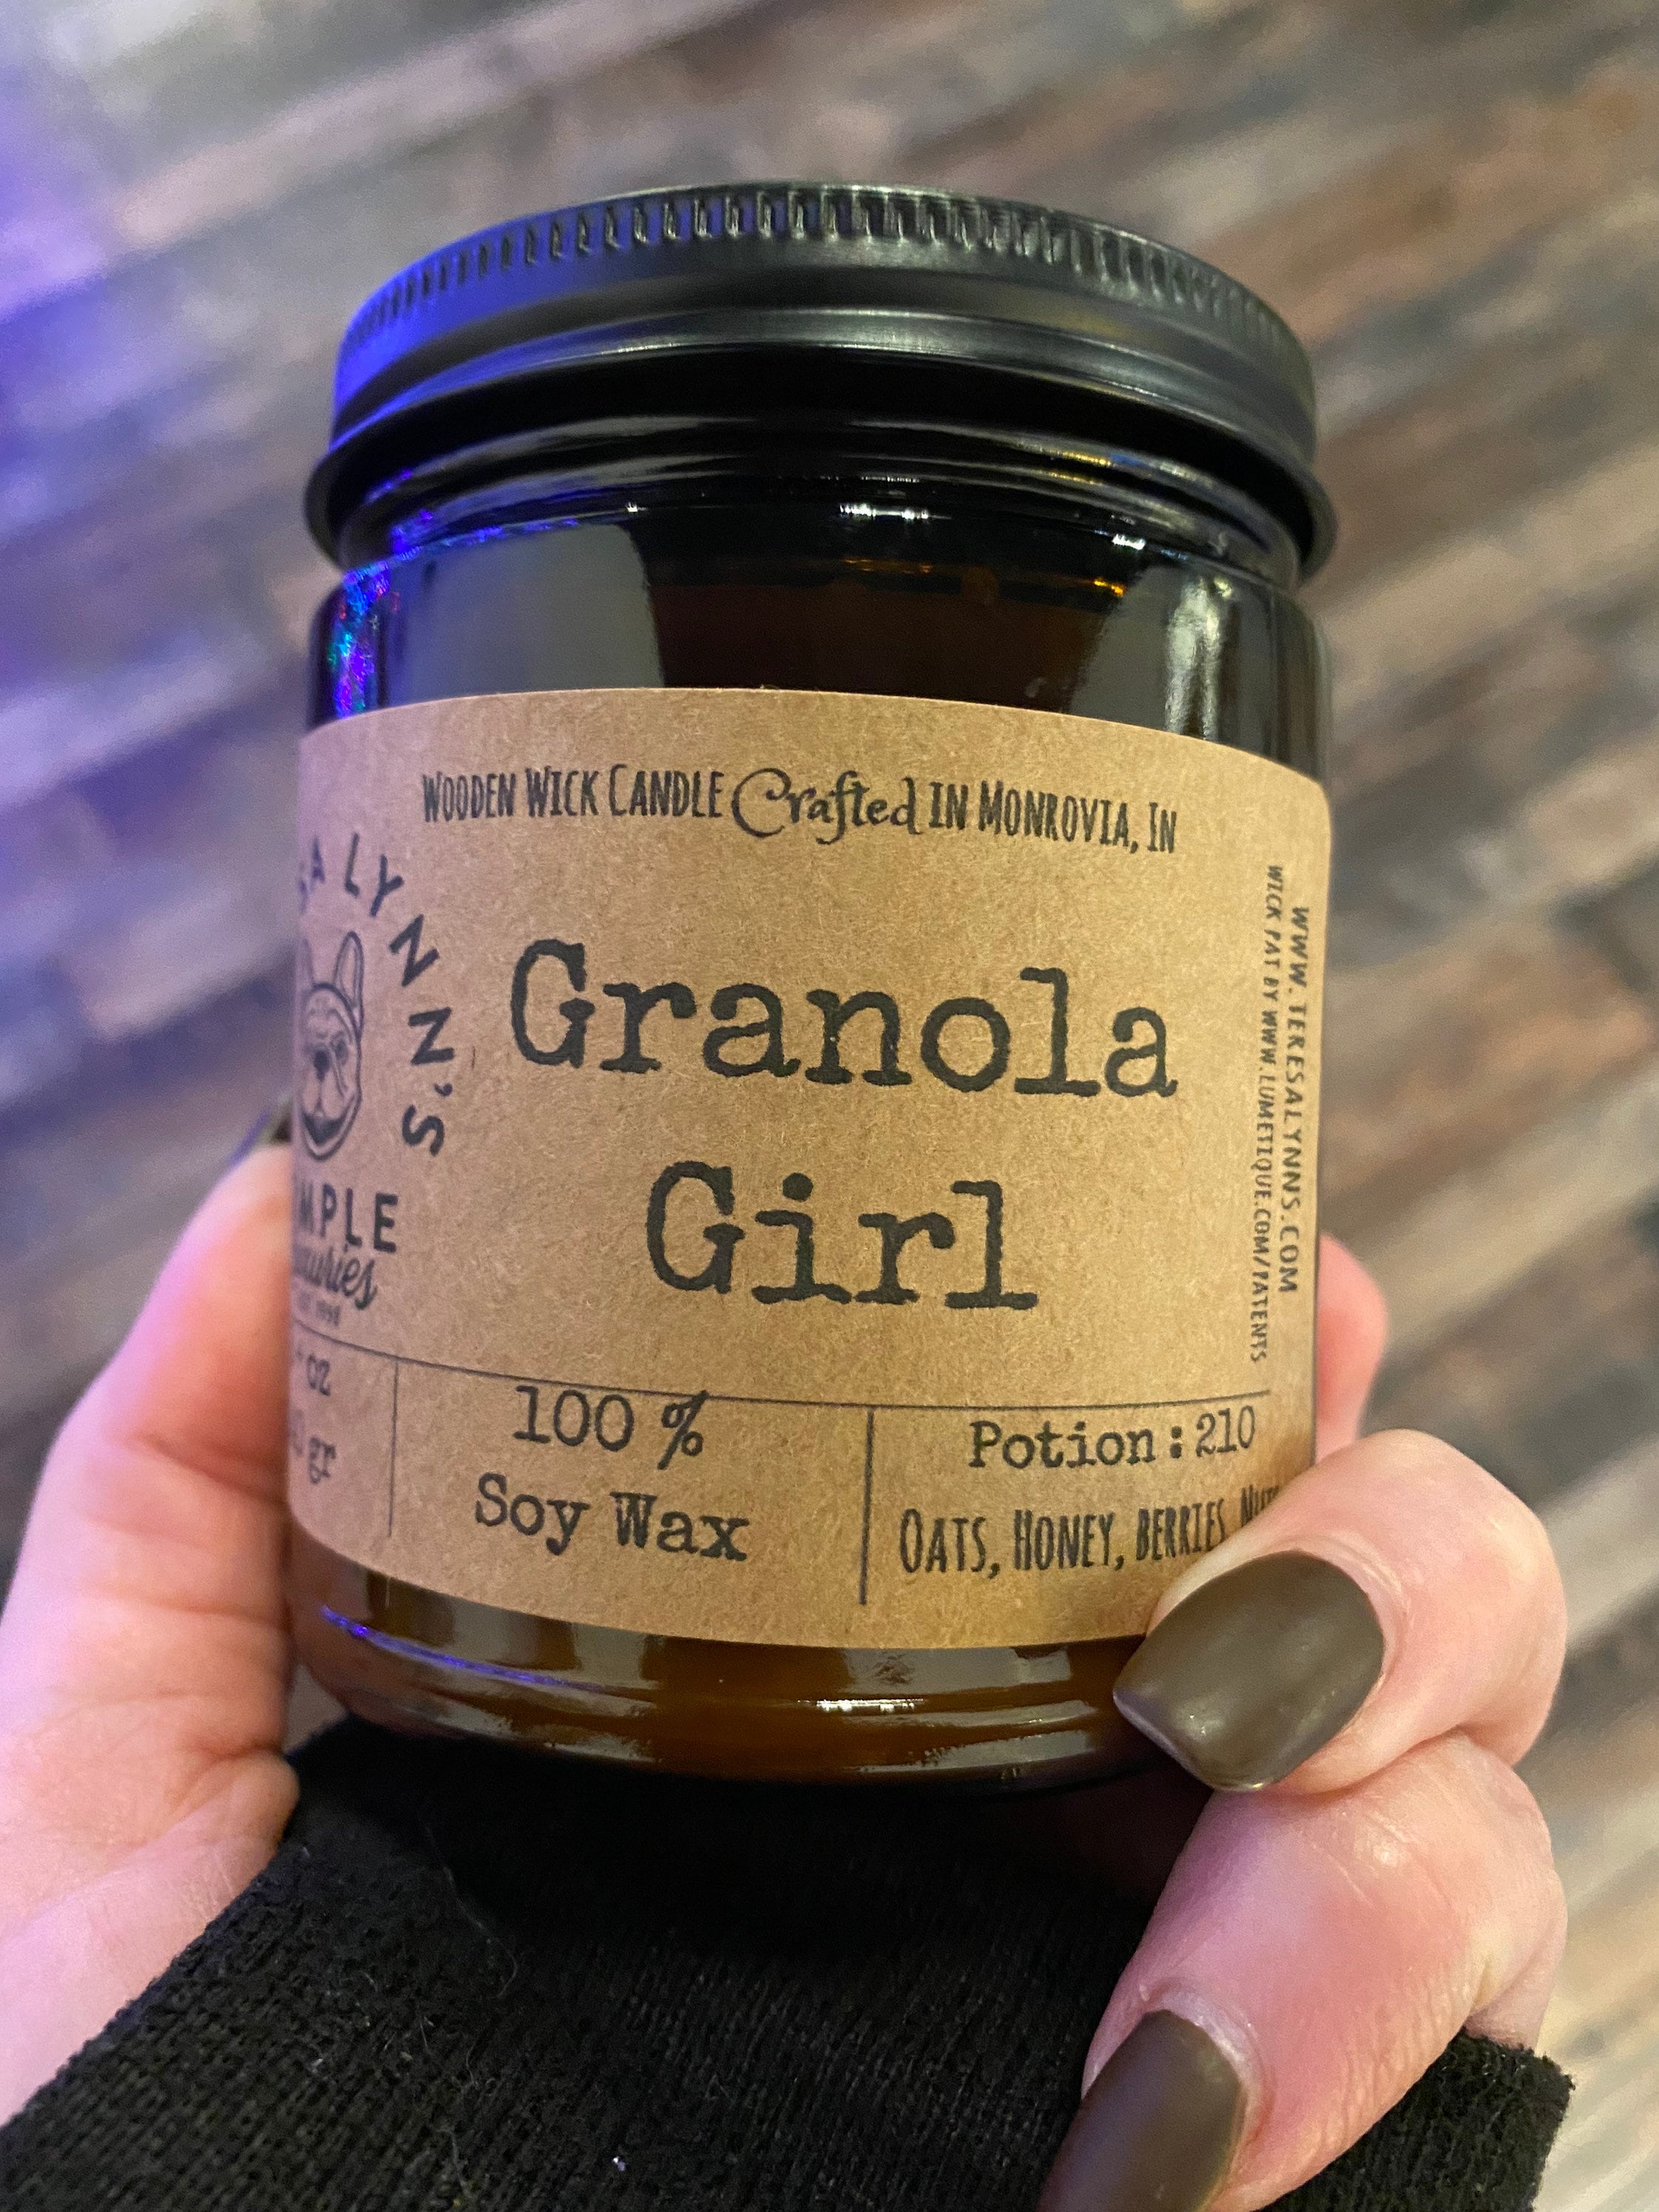 Wooden Wick Candle Crafted in Monrovia, In
Lynn's
Granola
Girl
Luxuries
oz
gr
100 %
Soy Wax
Potion: 210
Oats, Honey, Berries,
www.teresalynns.com
Wick Pat by www.lumetique.com/patents